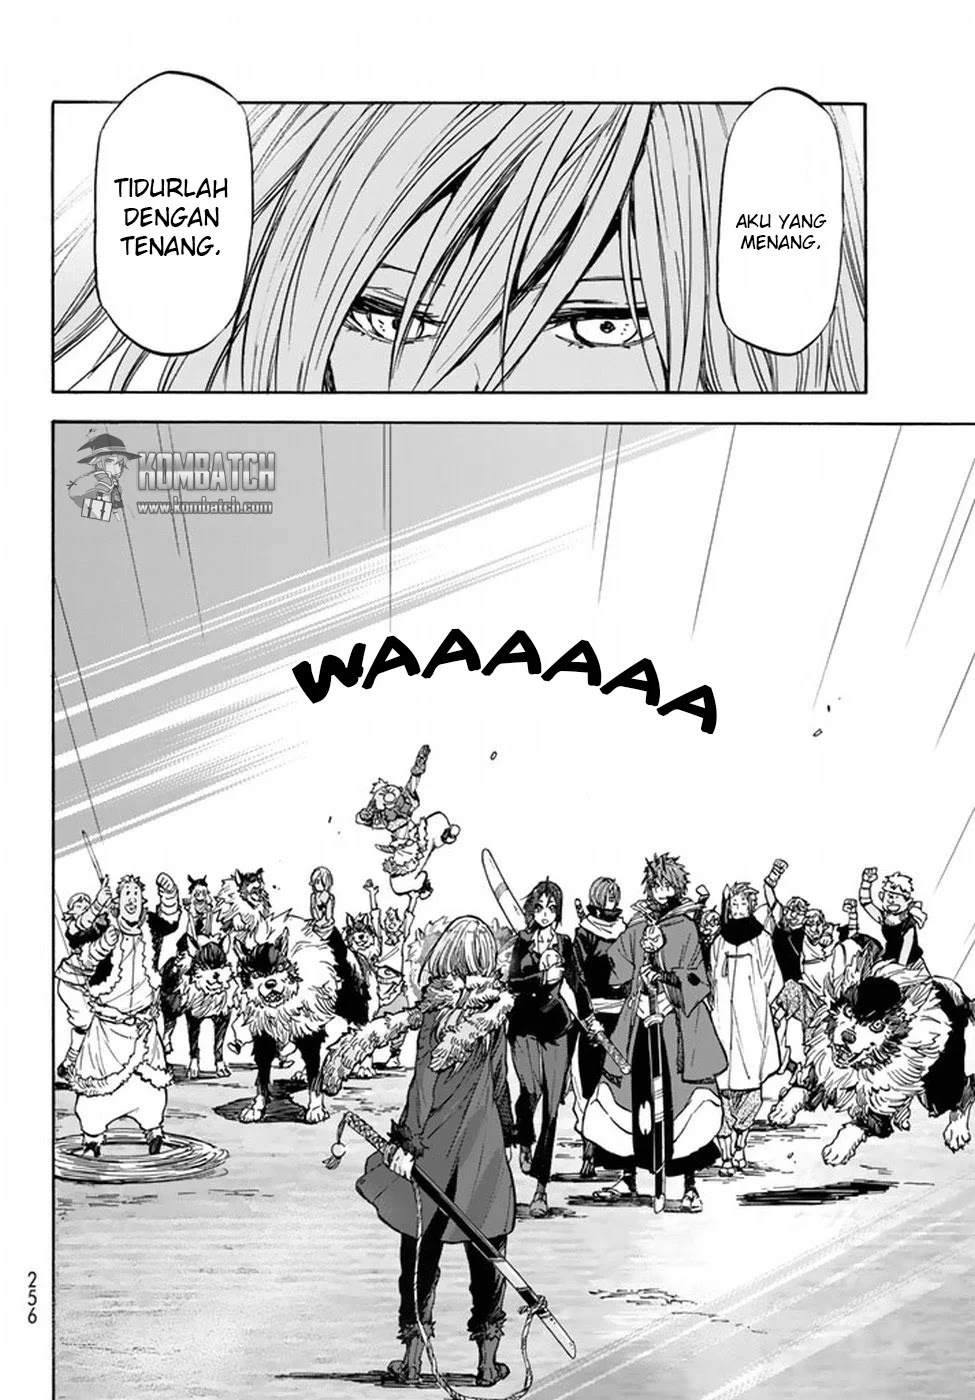 AKU YANG
MENANG.
TIDURLAH
DENGAN
TENANG.
KOMBATCH
www.kombatch.com
WAAAAAA
256